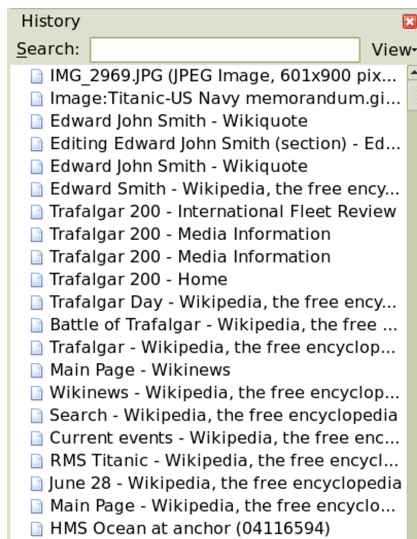 History
Search:
View
IMG_2969.JPG (JPEG Image, 601x900 pix...
Image:Titanic-US Navy memorandum.gi...
Edward John Smith - Wikiquote
Editing Edward John Smith (section) - Ed...
Edward John Smith - Wikiquote
Edward Smith - Wikipedia, the free ency...
Trafalgar 200 - International Fleet Review
Trafalgar 200 - Media Information
Trafalgar 200 - Media Information
Trafalgar 200 - Home
Trafalgar Day - Wikipedia, the free ency...
Battle of Trafalgar - Wikipedia, the free ...
Trafalgar - Wikipedia, the free encyclop...
Main Page - Wikinews
Wikinews - Wikipedia, the free encyclop...
Search - Wikipedia, the free encyclopedia
Current events - Wikipedia, the free enc...
RMS Titanic - Wikipedia, the free encycl...
June 28 - Wikipedia, the free encyclopedia
Main Page - Wikipedia, the free encyclo...
HMS Ocean at anchor (04116594)